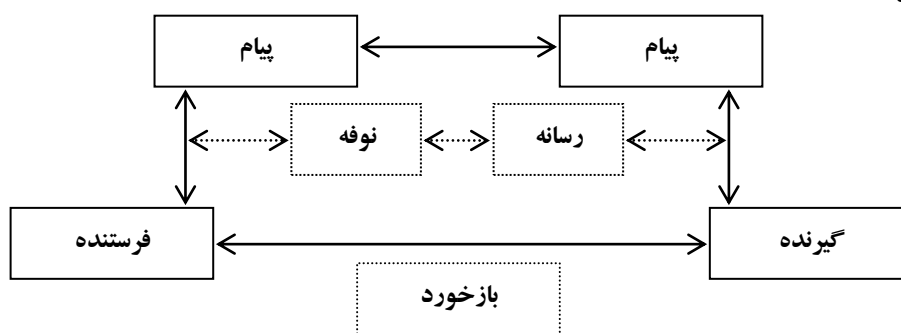 پیام
پیام
رسانه
نوفه
گیرنده
فرستنده
بازخورد